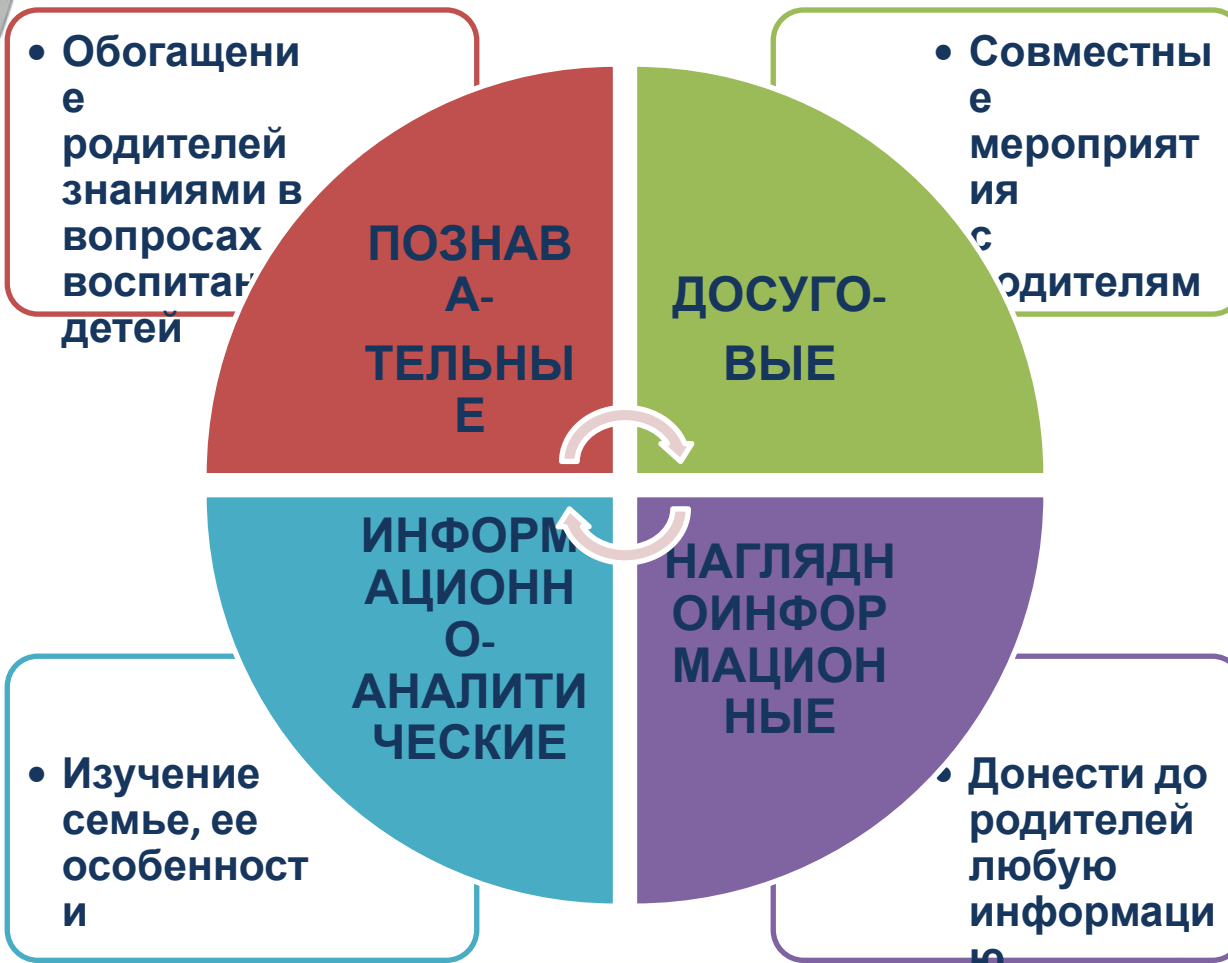 • Обогащени
е
родителей
знаниями в
вопросах
детей
ПОЗНАВ
А-
ТЕЛЬНЫ
Е
• Совместны
е
мероприят
ия
с
ДОСУГО-
ВЫЕ
ИНФОРМ
АЦИОНН
О-
АНАЛИТИ
ЧЕСКИЕ
• Изучение
семье, ее
особенност
и
НАГЛЯДН
ОИНФОР
МАЦИОН
НЫЕ
• Донести до
родителей
любую
информаци
ю